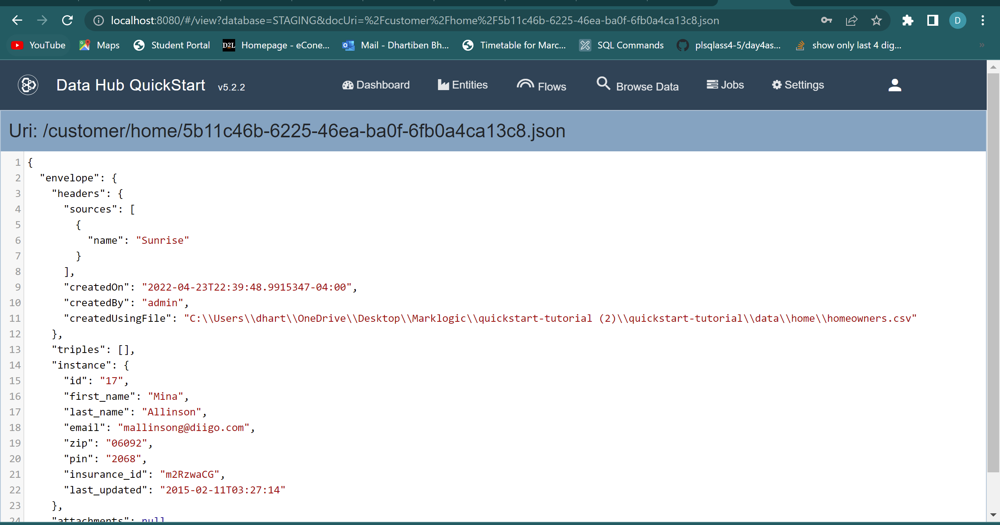 localhost:8080/#/view?database=STAGING&docUri=%2Fcustomer%2Fhome%2F5b11c46b-6225-46ea-ba0f-6fb0a4ca13c8.json D
YouTube Maps Student Portal D2L Homepage - eCone... Mail - Dhartiben Bh... Timetable for Marc... SQL Commands plsqlass4-5/day4as... show only last 4 dig... »
Data Hub QuickStart v5.2.2 Dashboard Entities Flows Browse Data Jobs Settings
Uri: /customer/home/5b11c46b-6225-46ea-ba0f-6fb0a4ca13c8.json
1 {
2 "envelope": {
3 "headers": {
4 "sources": [
5 {
6 "name": "Sunrise"
7 }
8 ],
9 "createdOn": "2022-04-23T22:39:48.9915347-04:00",
10 "createdBy": "admin",
11 "createdUsingFile": "C:\\Users\\dhart\\OneDrive\\Desktop\\Marklogic\\quickstart-tutorial (2)\\quickstart-tutorial\\data\\home\\homeowners.csv"
12 },
13 "triples": [],
14 "instance": {
15 "id": "17",
16 "first_name": "Mina",
17 "last_name": "Allinson",
18 "email": "mallinsong@diigo.com",
19 "zip": "06092",
20 "pin": "2068",
21 "insurance_id": "m2RzwaCG",
22 "last_updated": "2015-02-11T03:27:14"
23 },
24 "attachments": null